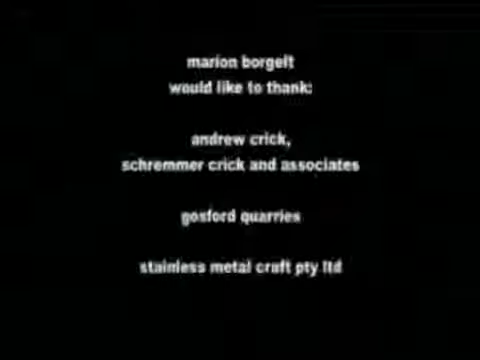 marion borgelt
would like to thank:
andrew crick,
schremmer crick and associates
gosford quarries
stainless metal craft pty ltd